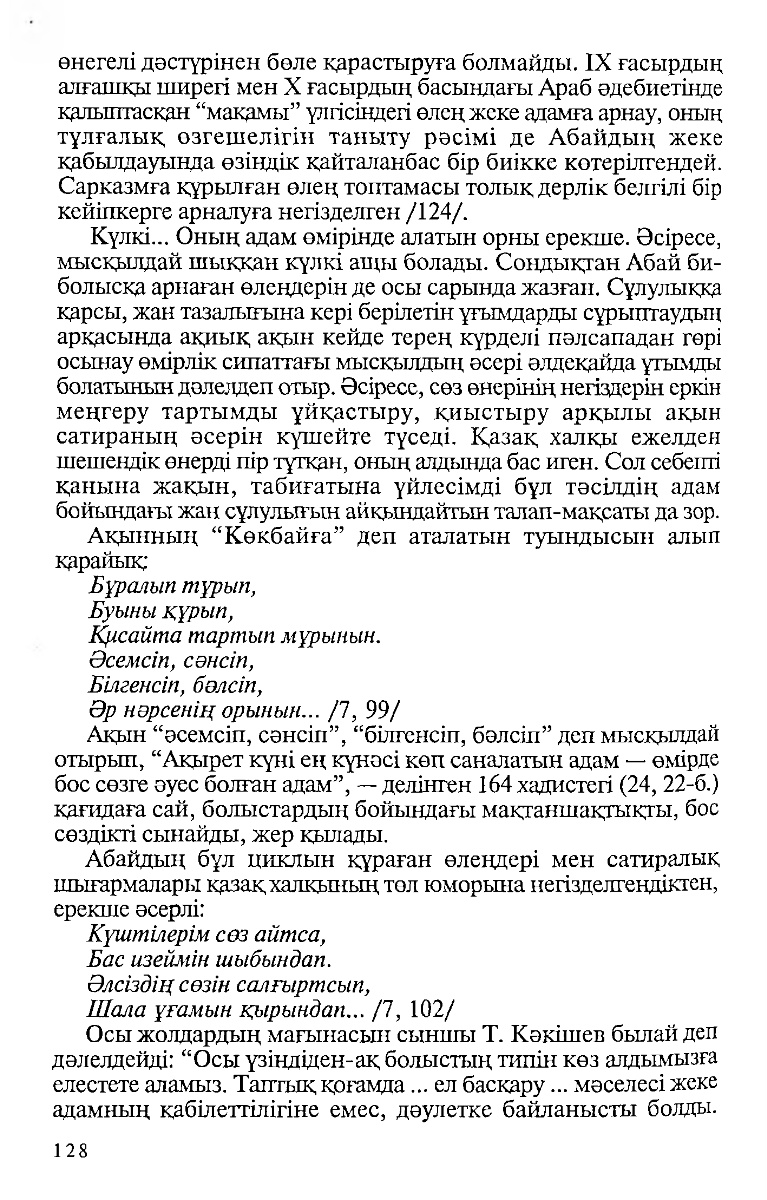 өнегелі дәстүрінен бөле қарастыруға болмайды. IX ғасырдың
алғашқы ширегі мен X ғасырдың басындағы Араб әдебиетінде
қалыптасқан “мақамы” үлгісіндегі өлең жеке адамға арнау, оның
тұлғалық озгешелігін таныту рәсімі де Абайдың жеке
қабылдауында өзіндік қайталанбас бір биікке котерілгендей.
Сарказмға құрылған өлең топтамасы толық дерлік белгілі бір
кейіпкерге арналуға негізделген /124/.
Күлкі... Оның адам өмірінде алатын орны ерекше. Әсіресе,
мысқылдай шыққан күлкі ащы болады. Сондықтан Абай би-
болысқа арнаған өлендерін де осы сарында жазған. Сұлулыққа
қарсы, жан тазалығына кері берілетін ұғымдарды сұрыптаудың
арқасында ақиық ақын кейде терең күрделі пәлсападан гөрі
осынау өмірлік сипаттағы мысқылдың әсері әлдеқайда ұтымды
болатынын дәлелдеп отыр. Әсіресе, сөз өнерінің негіздерін еркін
меңгеру тартымды ұйқастыру, қиыстыру арқылы ақын
сатираның әсерін күшейте түседі. Қазақ халқы ежелден
шешендік өнерді пір тұтқан, оның алдында бас иген. Сол себепті
қанына жақын, табиғатына үйлесімді бұл тәсілдің адам
бойындағы жан сұлулығын айқындайтын талап-мақсаты да зор.
Ақынның “Көкбайға” деп аталатын туындысын алып
қарайық:
Бұралып тұрып,
Буыны құрып,
Қисайта тартып мұрынын.
Әсемсіп, сәнсіп,
Білгенсіп, бәлсіп,
Әр нәрсенің орынын... /7, 99/
Ақын “әсемсіп, сәнсіп”, “білгенсіп, бәлсіп” деп мысқылдай
отырып, “Ақырет күні ең күнәсі көп саналатын адам — өмірде
бос сөзге әуес болған адам”, — делінген 164 хадистегі (24, 22-б.)
қағидаға сай, болыстардың бойындағы мақтаншақтықты, бос
сөздікті сынайды, жер қылады.
Абайдың бұл циклын құраған өлеңдері мен сатиралық
шығармалары қазақ халқының төл юморына негізделгендіктен,
ерекше әсерлі:
Күштілерім сөз айтса,
Бас изеймін шыбындап.
Әлсіздің сөзін салғыртсып,
Шала ұғамын қырындап... /7, 102/
Осы жолдардың мағынасын сыншы Т. Кәкішев былай деп
дәлелдейді: “Осы үзіндіден-ақ болыстың типін көз алдымызға
елестете аламыз. Таптық қоғамда ... ел басқару ... мәселесі жеке
адамның қабілеттілігіне емес, дәулетке байланысты болды.
128